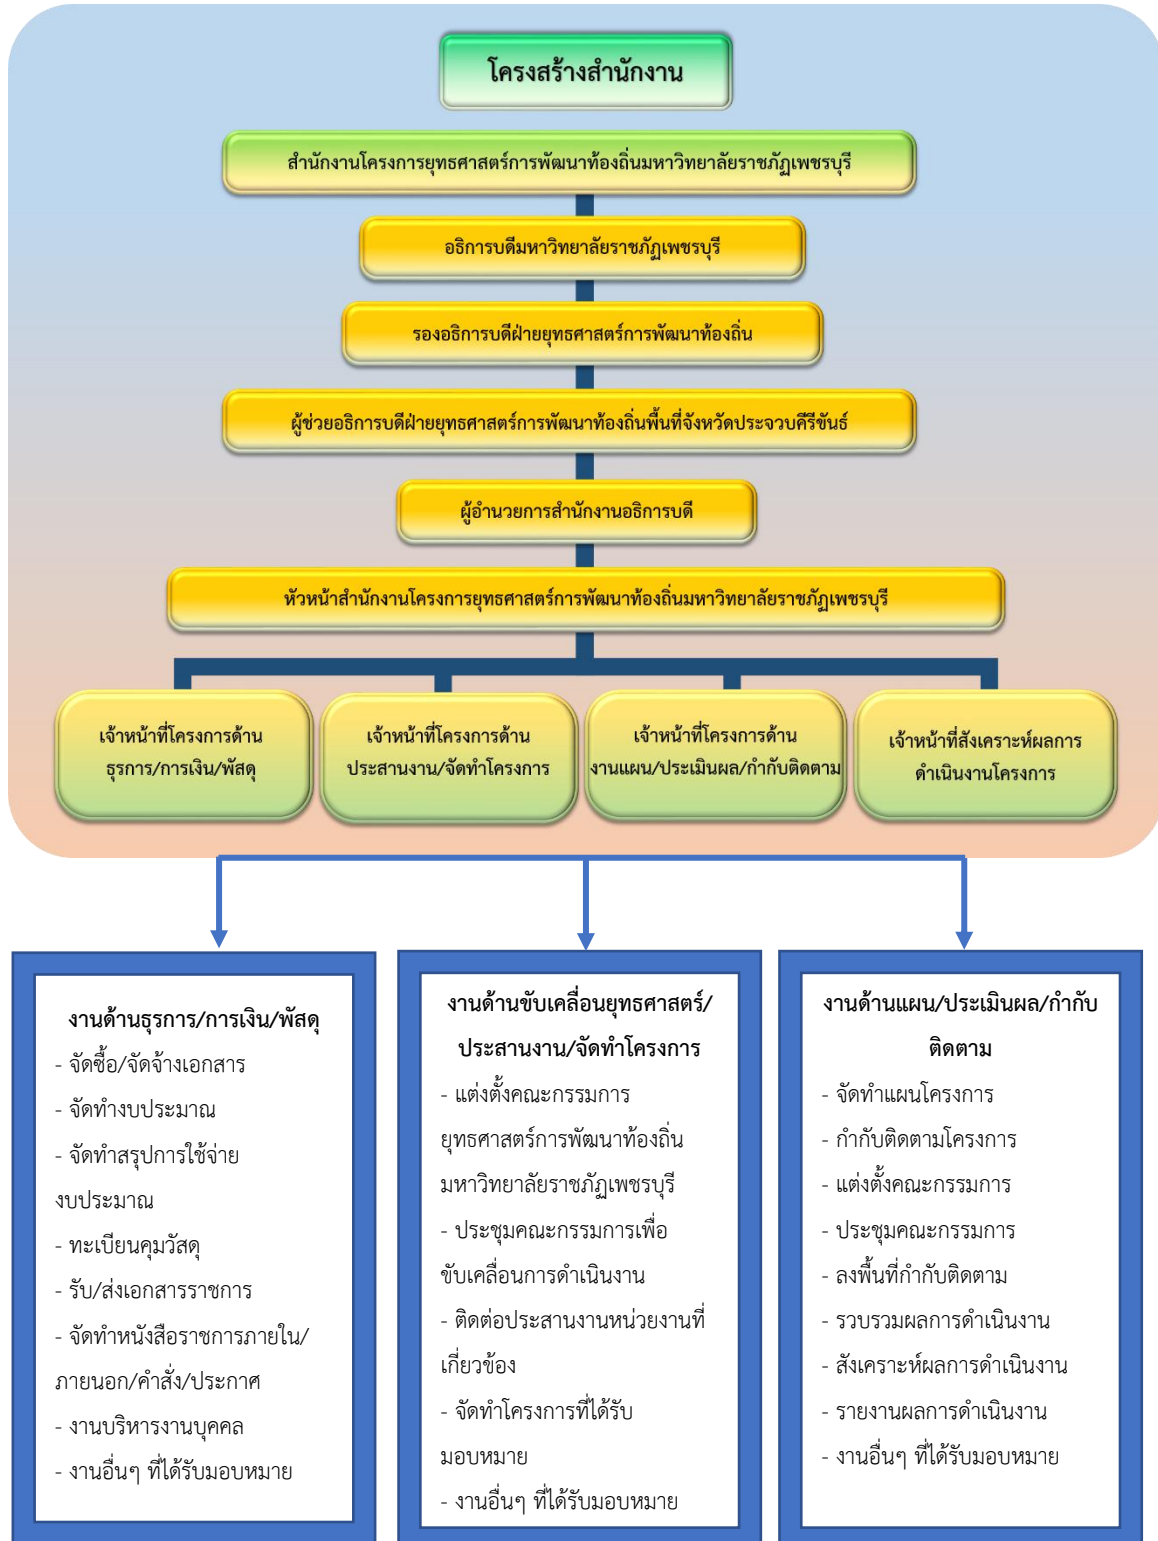 โครงสร้างสำนักงาน
สำนักงานโครงการยุทธศาสตร์การพัฒนาท้องถิ่นมหาวิทยาลัยราชภัฏเพชรบุรี
อธิการบดีมหาวิทยาลัยราชภัฏเพชรบุรี
รองอธิการบดีฝ่ายยุทธศาสตร์การพัฒนาท้องถิ่น
ผู้ช่วยอธิการบดีฝ่ายยุทธศาสตร์การพัฒนาท้องถิ่นพื้นที่จังหวัดประจวบคีรีขันธ์
ผู้อำนวยการสำนักงานอธิการบดี
หัวหน้าสำนักงานโครงการยุทธศาสตร์การพัฒนาท้องถิ่นมหาวิทยาลัยราชภัฏเพชรบุรี
เจ้าหน้าที่โครงการด้าน
ธุรการ/การเงิน/พัสดุ
เจ้าหน้าที่โครงการด้าน
ประสานงาน/จัดทำโครงการ
เจ้าหน้าที่โครงการด้าน
งานแผน/ประเมินผล/กำกับติดตาม
เจ้าหน้าที่สังเคราะห์ผลการ
ดำเนินงานโครงการ
งานด้านธุรการ/การเงิน/พัสดุ
- จัดซื้อ/จัดจ้างเอกสาร
- จัดทำงบประมาณ
- จัดทำสรุปการใช้จ่าย
งบประมาณ
- ทะเบียนคุมวัสดุ
- รับ/ส่งเอกสารราชการ
- จัดทำหนังสือราชการภายใน/
ภายนอก/คำสั่ง/ประกาศ
- งานบริหารงานบุคคล
- งานอื่นๆ ที่ได้รับมอบหมาย
งานด้านขับเคลื่อนยุทธศาสตร์/
ประสานงาน/จัดทำโครงการ
- แต่งตั้งคณะกรรมการ
ยุทธศาสตร์การพัฒนาท้องถิ่น
มหาวิทยาลัยราชภัฏเพชรบุรี
- ประชุมคณะกรรมการเพื่อ
ขับเคลื่อนการดำเนินงาน
- ติดต่อประสานงานหน่วยงานที่
เกี่ยวข้อง
- จัดทำโครงการที่ได้รับ
มอบหมาย
- งานอื่นๆ ที่ได้รับมอบหมาย
งานด้านแผน/ประเมินผล/กำกับ
ติดตาม
- จัดทำแผนโครงการ
- กำกับติดตามโครงการ
- แต่งตั้งคณะกรรมการ
- ประชุมคณะกรรมการ
- ลงพื้นที่กำกับติดตาม
- รวบรวมผลการดำเนินงาน
- สังเคราะห์ผลการดำเนินงาน
- รายงานผลการดำเนินงาน
- งานอื่นๆ ที่ได้รับมอบหมาย